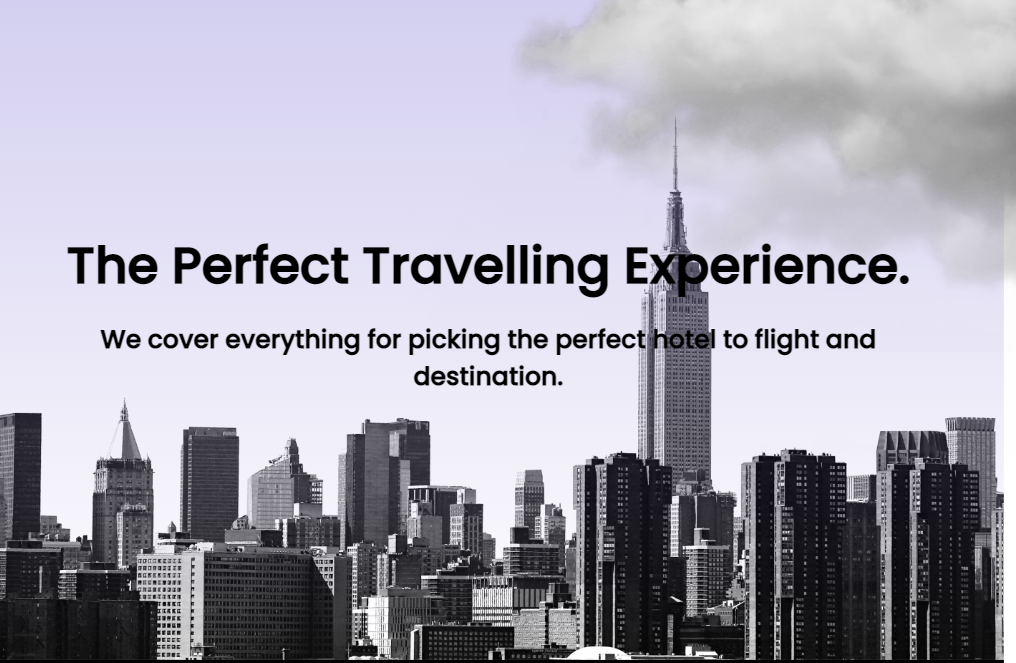 The Perfect Travelling Experience.
We cover everything for picking the perfect hotel to flight and
destination.